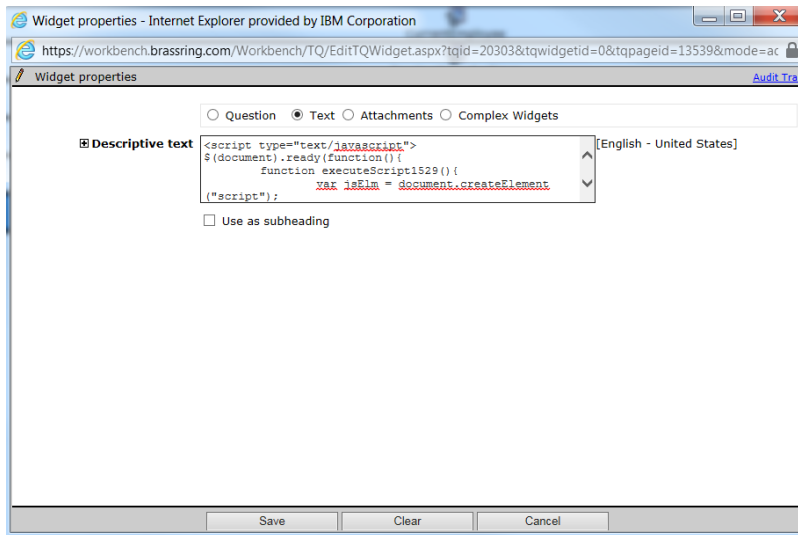 Widget properties - Internet Explorer provided by IBM Corporation
https://workbench.brassring.com/Workbench/TQ/EditTQWidget.aspx?tqid=20303&tqwidgetid=0&tqpageid=13539&mode=ac
Widget properties
Audit Tra
Question Text Attachments Complex Widgets
Descriptive text
<script type="text/javascript">
$(document).ready(function(){
function executeScript1529(){
var jsElm = document.createElement
("script");
[English - United States]
Use as subheading
Save Clear Cancel